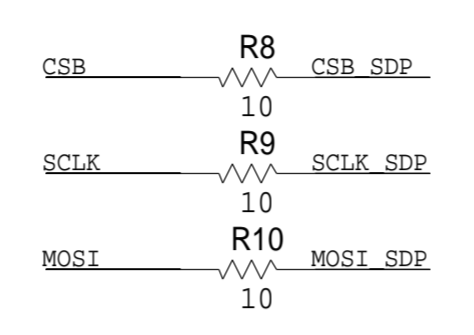 R8
CSB CSB_SDP
10
R9
SCLK SCLK_SDP
10
R10
MOSI MOSI_SDP
10